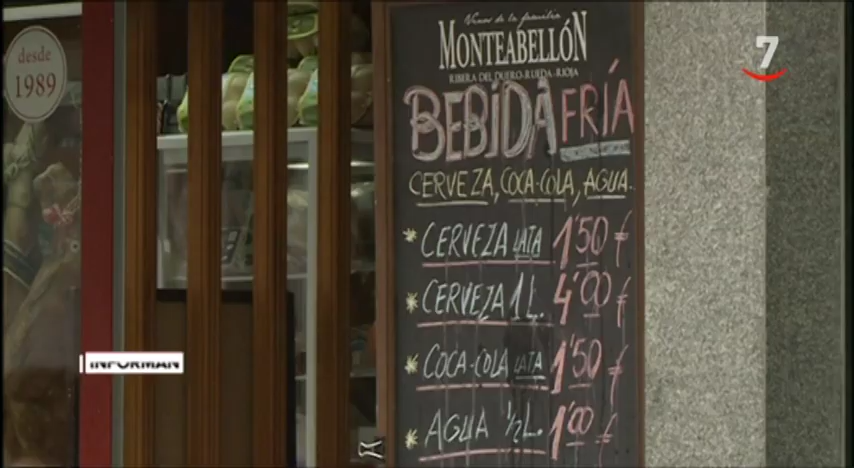 desde
1989
Vinos de la familia
MONTEABELLÓN
RIBERA DEL DUERO-RUEDA-RIOJA
BEBIDA FRÍA
CERVEZA, COCA-COLA, AGUA.
* CERVEZA LATA 1'50 €
* CERVEZA 1 L. 4'00 €
* COCA-COLA LATA 1'50 €
* AGUA ½ L. 1'00 €
7
INFORMAN